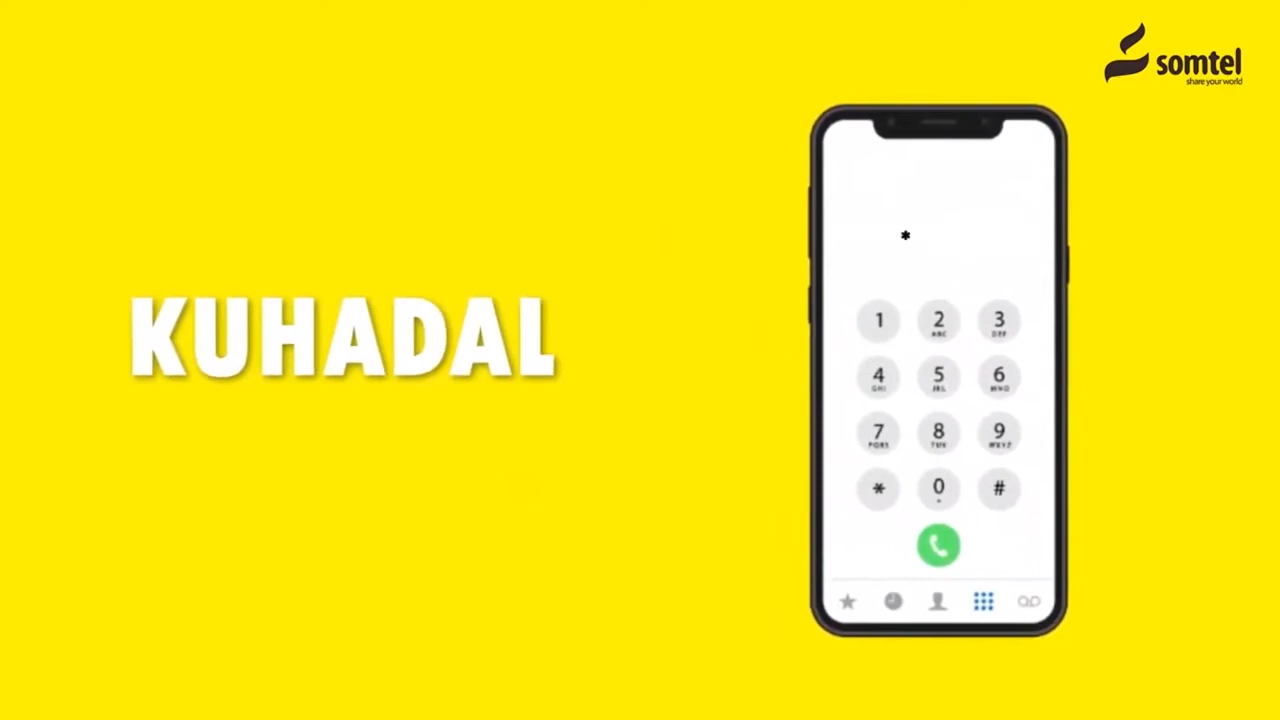 somtel
share your world
KUHADAL
*
1 2 3
ABC DEF
4 5 6
GHI JKL MNO
7 8 9
PQRS TUV WXYZ
* 0 #